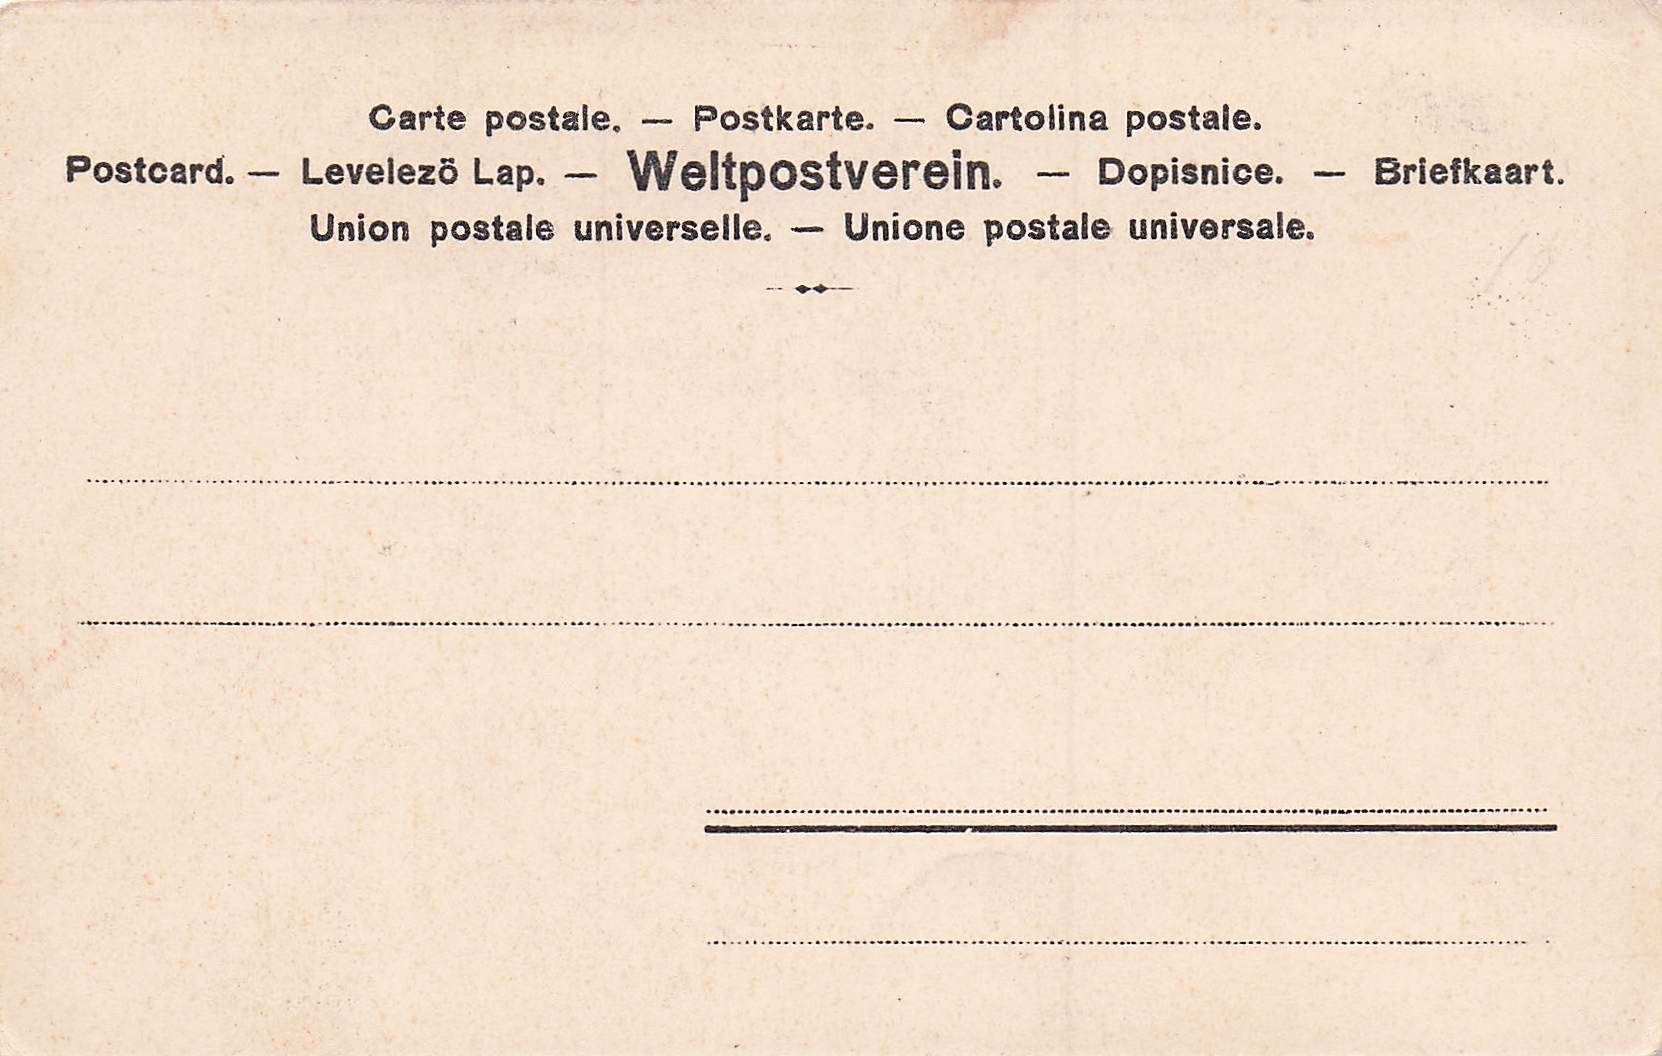 Carte postale. — Postkarte. — Cartolina postale.
Postcard. — Levelezö Lap. — Weltpostverein. — Dopisnice. — Briefkaart.
Union postale universelle. — Unione postale universale.